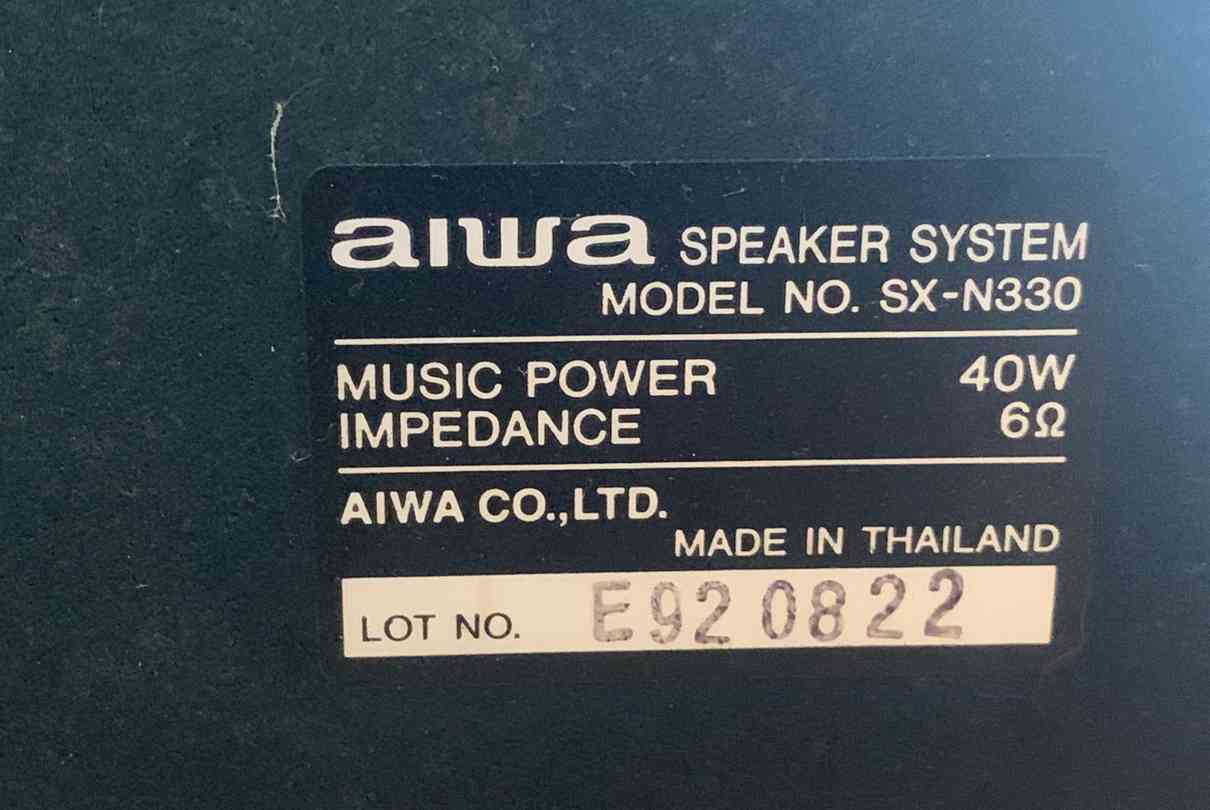 aiwa SPEAKER SYSTEM
MODEL NO. SX-N330
MUSIC POWER 40W
IMPEDANCE 6Ω
AIWA CO.,LTD.
MADE IN THAILAND
LOT NO. E920822